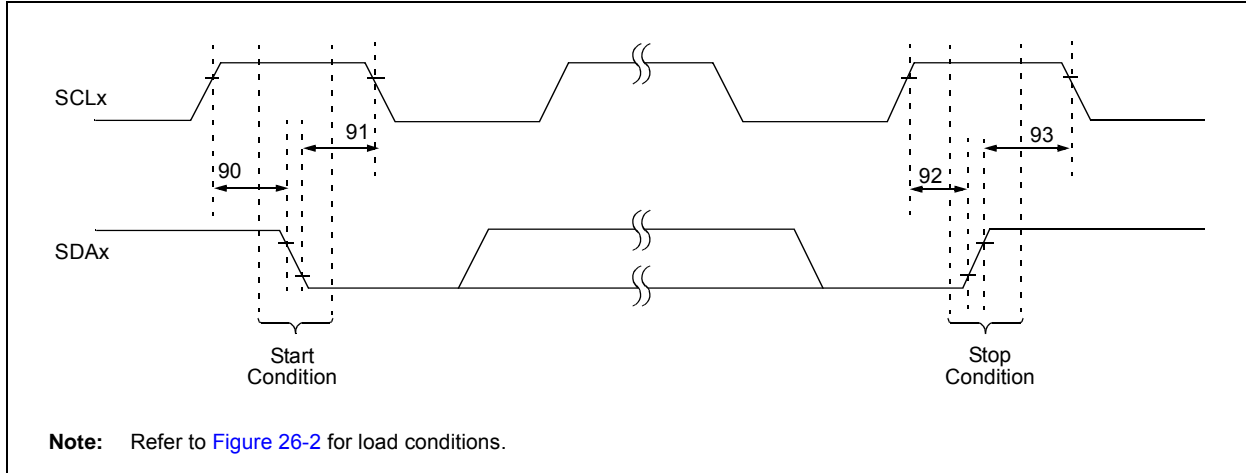 SCLx
91
93
90
92
SDAx
Start
Condition
Stop
Condition
Note: Refer to Figure 26-2 for load conditions.